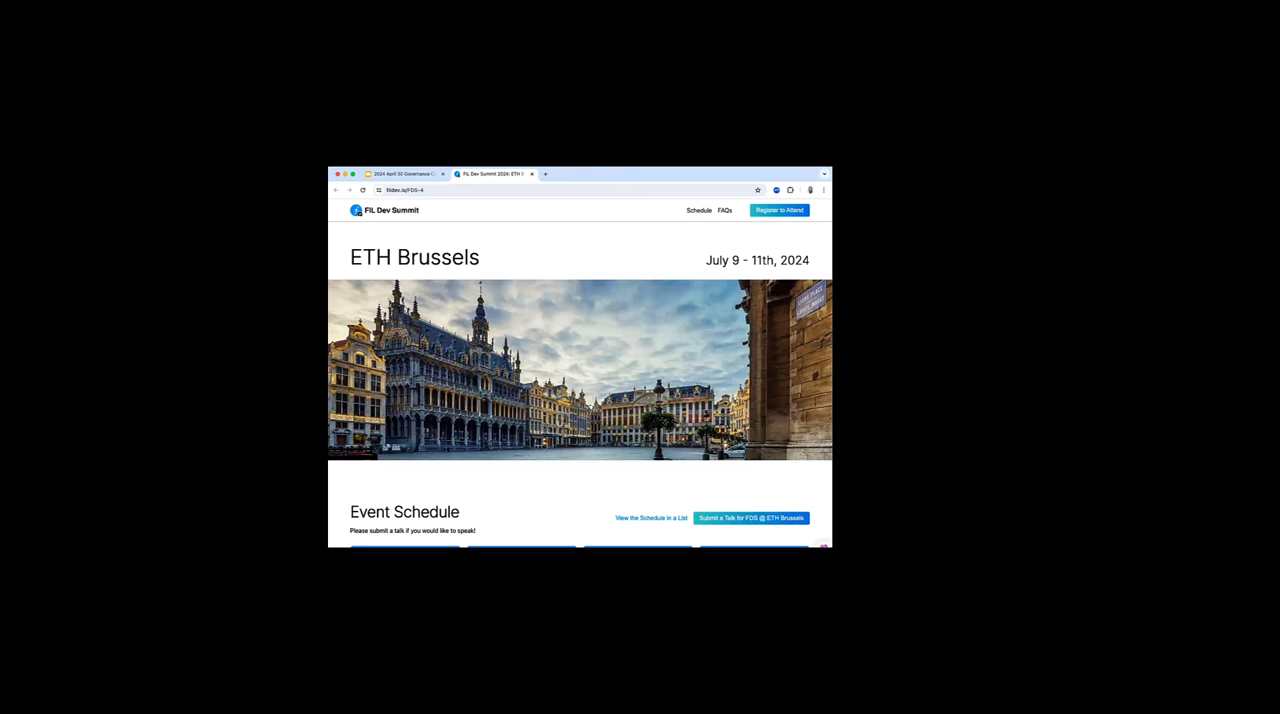 2024 April 30 Governance C
FIL Dev Summit 2024: ETH B
fildev.io/FDS-4
FIL Dev Summit
Schedule FAQs Register to Attend
ETH Brussels
July 9 - 11th, 2024
Event Schedule
View the Schedule in a List Submit a Talk for FDS @ ETH Brussels
Please submit a talk if you would like to speak!